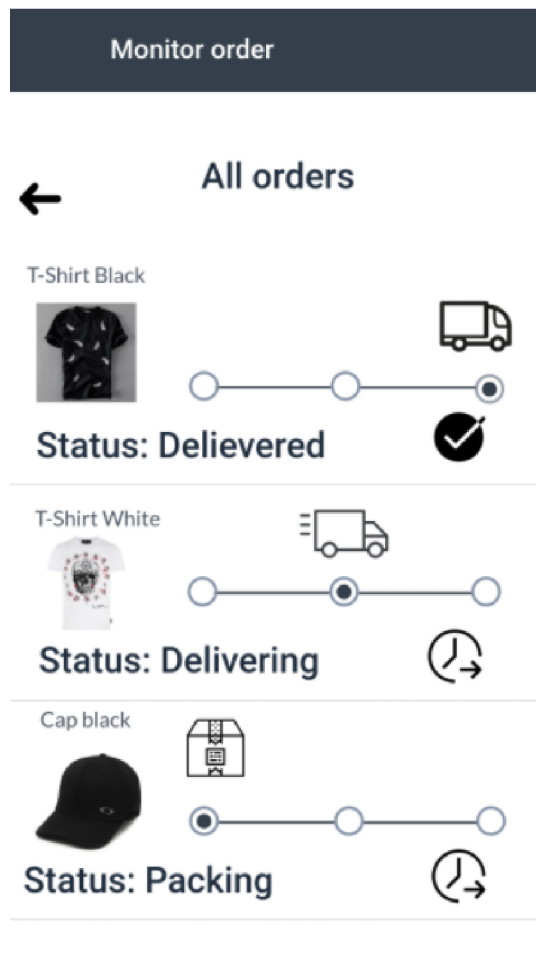 Monitor order
All orders
T-Shirt Black
Status: Delievered
T-Shirt White
Status: Delivering
Cap black
Status: Packing